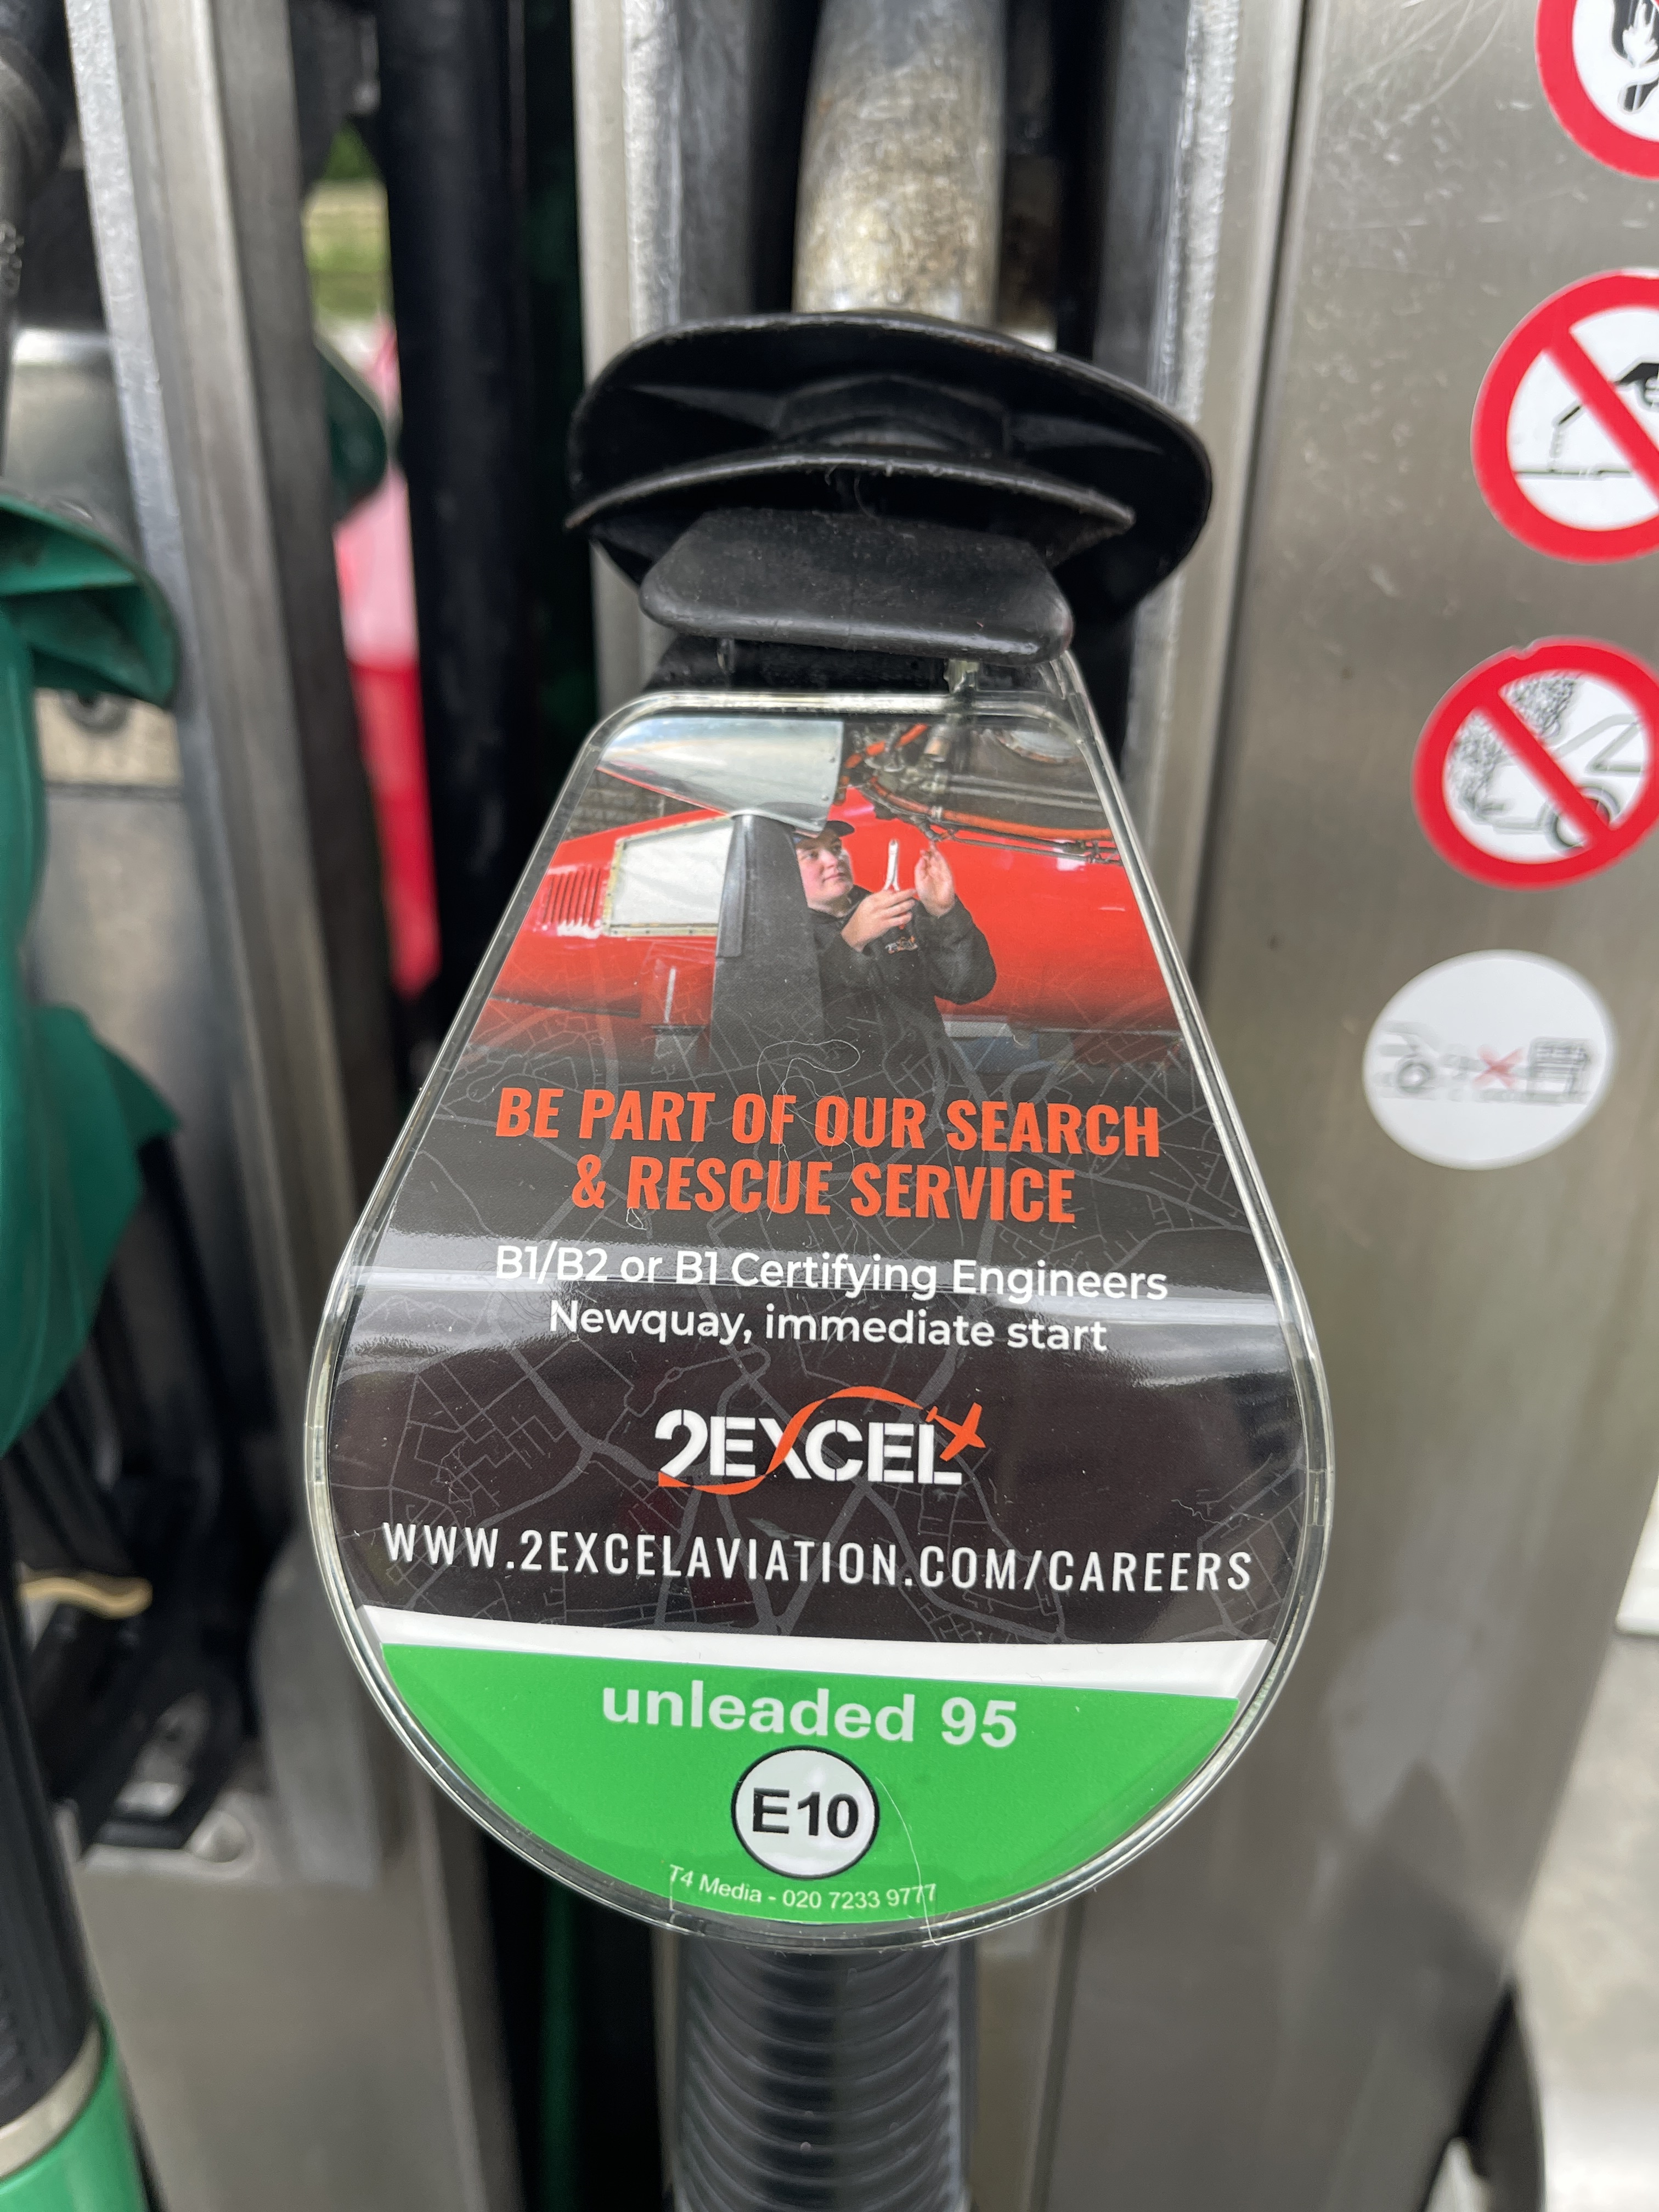 BE PART OF OUR SEARCH
& RESCUE SERVICE
B1/B2 or B1 Certifying Engineers
Newquay, immediate start
2EXCEL
WWW.2EXCELAVIATION.COM/CAREERS
unleaded 95
E10
T4 Media - 020 7233 9777